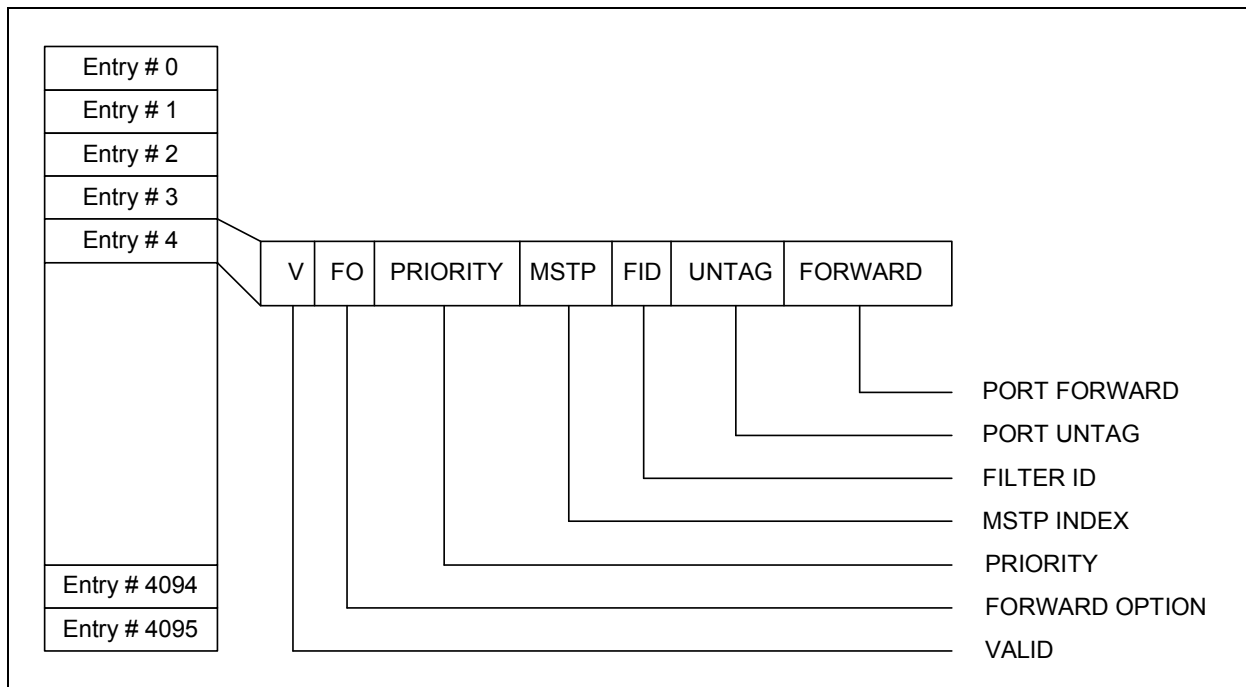 Entry # 0
Entry # 1
Entry # 2
Entry # 3
Entry # 4
V FO PRIORITY MSTP FID UNTAG FORWARD
PORT FORWARD
PORT UNTAG
FILTER ID
MSTP INDEX
PRIORITY
FORWARD OPTION
VALID
Entry # 4094
Entry # 4095